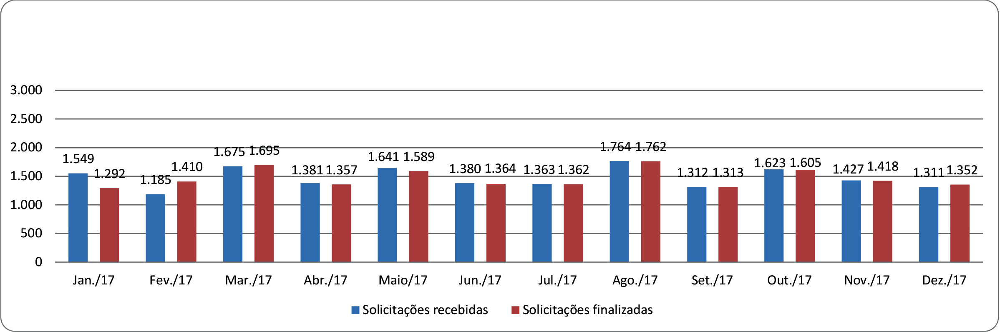 3.000
2.500
2.000
1.500
1.000
500
0
1.549 1.292 1.185 1.410 1.675 1.695 1.381 1.357 1.641 1.589 1.380 1.364 1.363 1.362 1.764 1.762 1.312 1.313 1.623 1.605 1.427 1.418 1.311 1.352
Jan./17 Fev./17 Mar./17 Abr./17 Maio/17 Jun./17 Jul./17 Ago./17 Set./17 Out./17 Nov./17 Dez./17
Solicitações recebidas Solicitações finalizadas